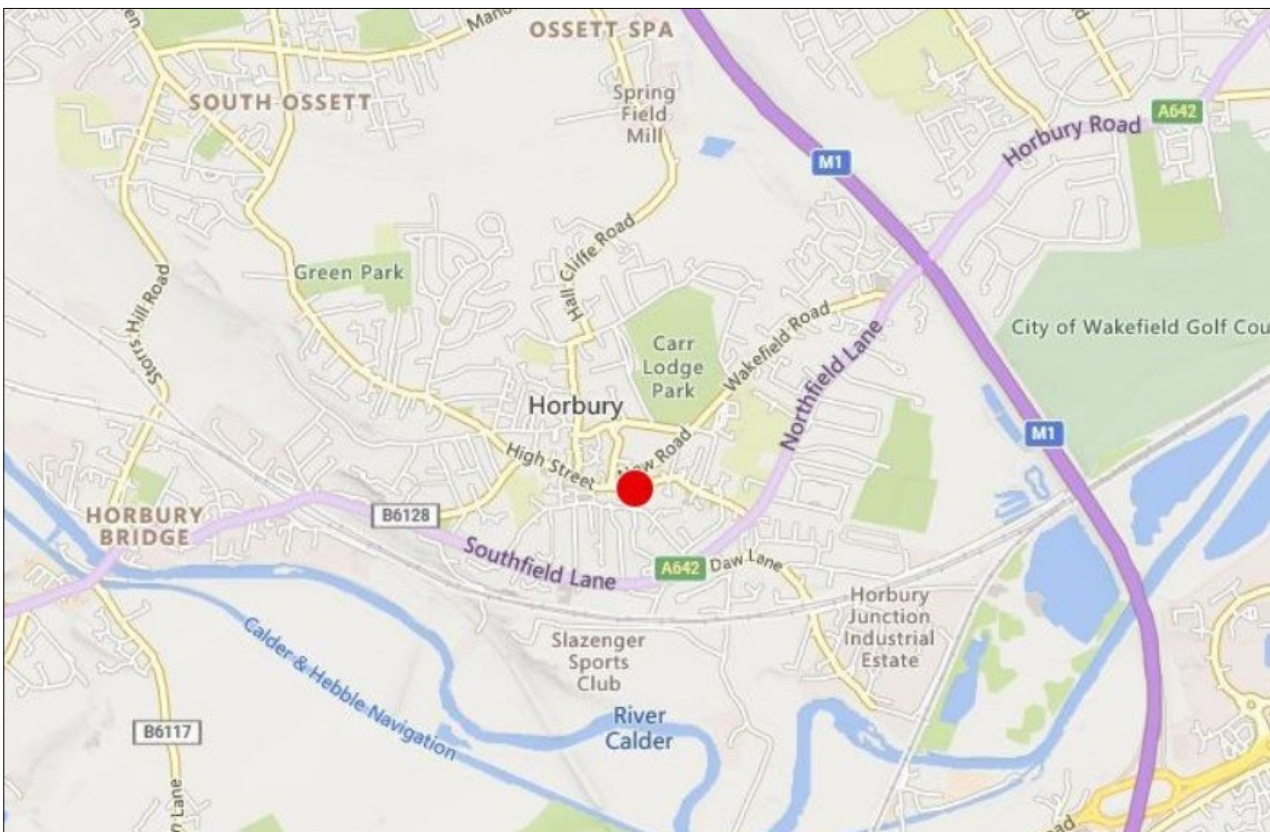 OSSETT SPA
SOUTH OSSETT
Spring
Field
Mill
A642
Horbury Road
M1
Hall Cliffe Road
Green Park
Storrs Hill Road
City of Wakefield Golf
Carr
Lodge
Park
Wakefield Road
Northfield Lane
Horbury
M1
High Street
New Road
HORBURY
BRIDGE
B6128
Southfield Lane
A642
Daw Lane
Horbury
Junction
Industrial
Estate
Slazenger
Sports
Club
Calder & Hebble Navigation
River
Calder
B6117
Lane